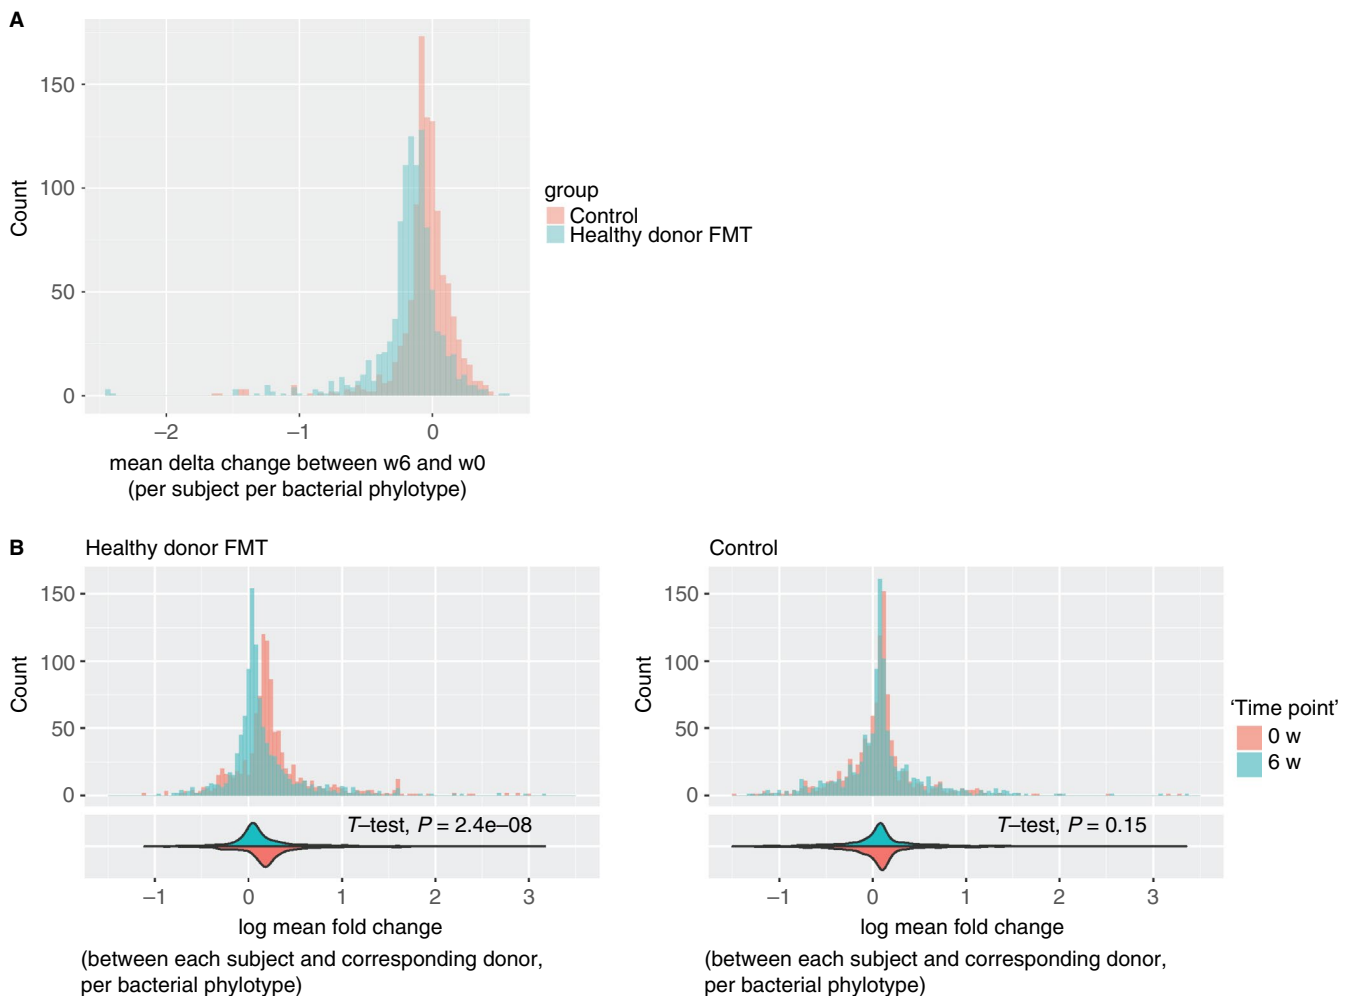 A
150
100
50
0
Count
–2
–1
0
mean delta change between w6 and w0
(per subject per bacterial phylotype)
group
Control
Healthy donor FMT
B
Healthy donor FMT
150
100
50
0
Count
T–test, P = 2.4e–08
–1
0
1
2
3
log mean fold change
(between each subject and corresponding donor,
per bacterial phylotype)
Control
150
100
50
0
Count
T–test, P = 0.15
–1
0
1
2
3
log mean fold change
(between each subject and corresponding donor,
per bacterial phylotype)
‘Time point’
0 w
6 w